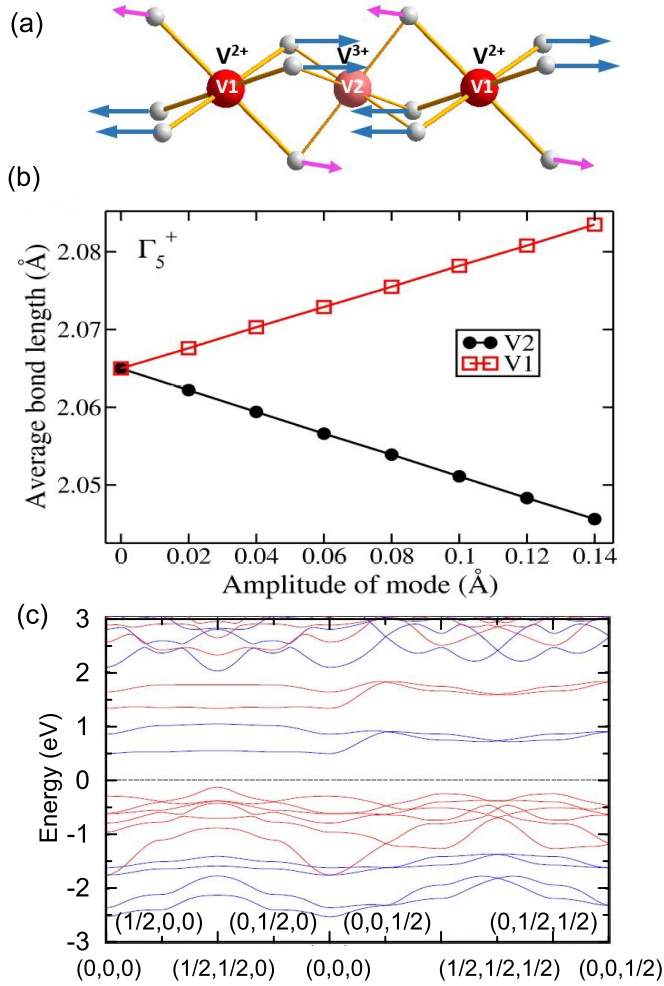 (a)
V²⁺ V³⁺ V²⁺
V1 V2 V1
(b)
Γ₅⁺
Average bond length (Å)
2.08
2.07
2.06
2.05
V2
V1
0 0.02 0.04 0.06 0.08 0.1 0.12 0.14
Amplitude of mode (Å)
(c)
Energy (eV)
3
2
1
0
-1
-2
-3
(1/2,0,0) (0,1/2,0) (0,0,1/2) (0,1/2,1/2)
(0,0,0) (1/2,1/2,0) (0,0,0) (1/2,1/2,1/2) (0,0,1/2)